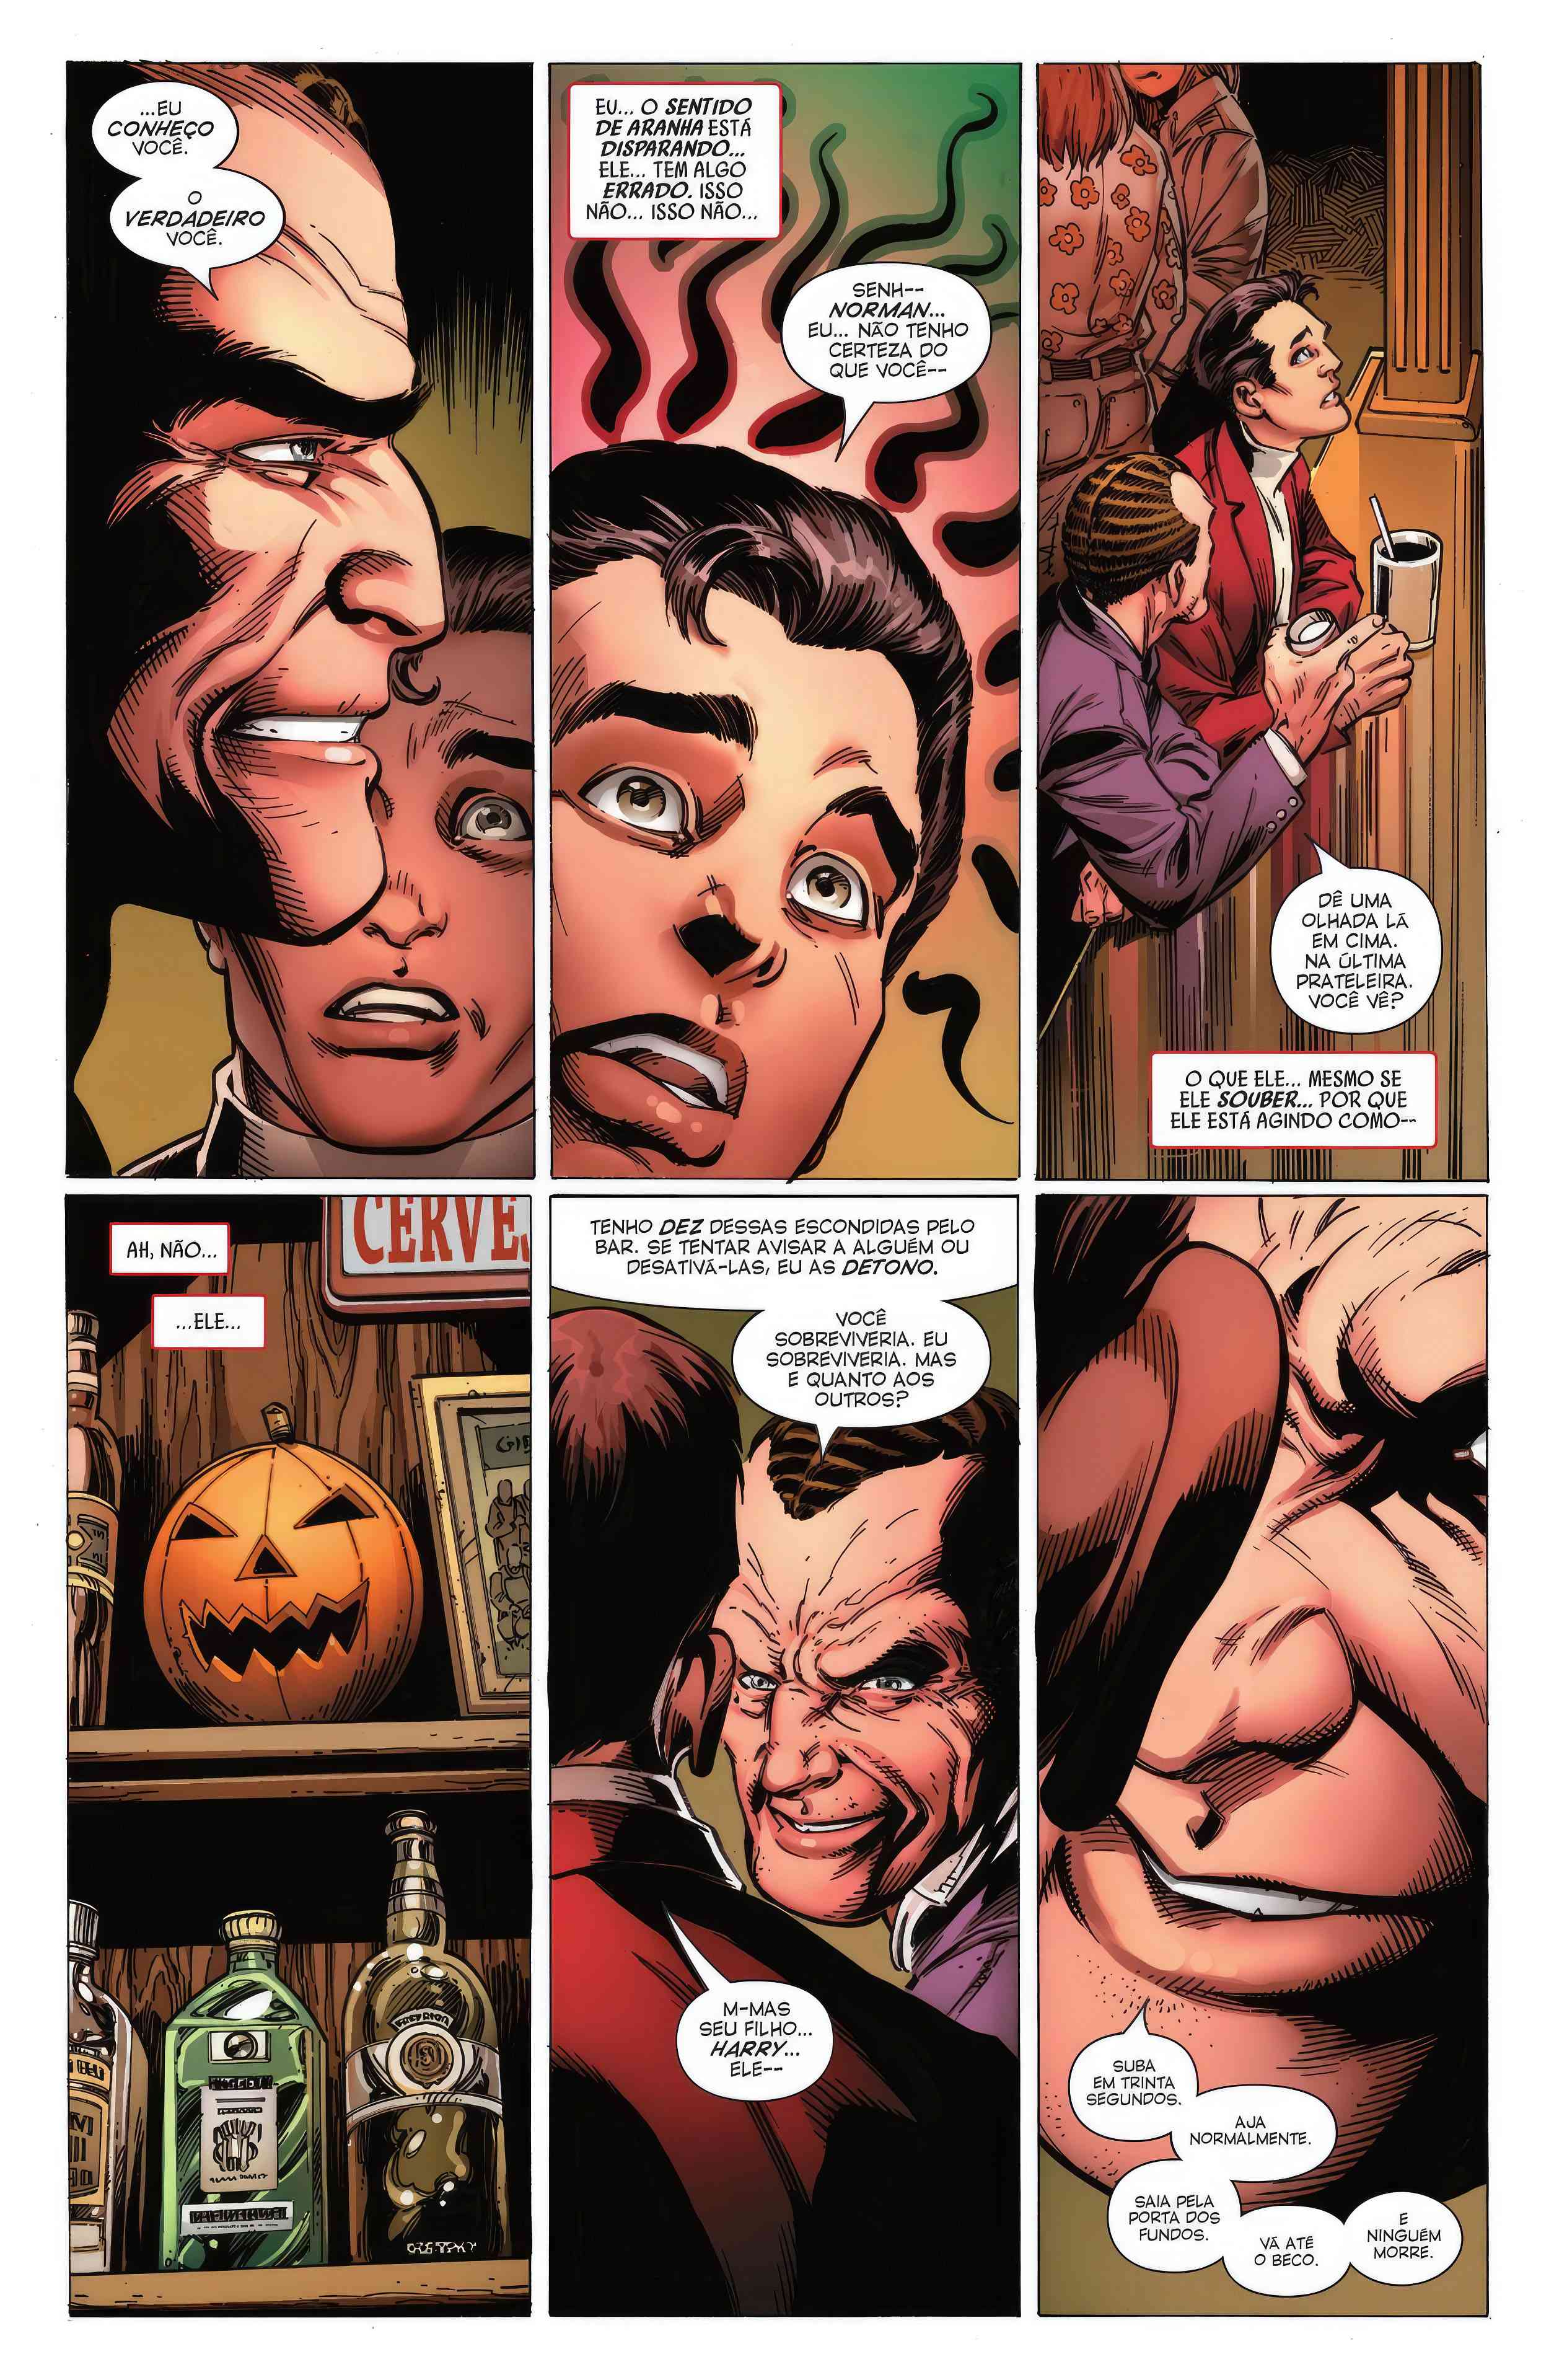 ...EU
CONHEÇO
VOCÊ.
O
VERDADEIRO
VOCÊ.
EU... O SENTIDO
DE ARANHA ESTÁ
DISPARANDO...
ELE... TEM ALGO
ERRADO. ISSO
NÃO... ISSO NÃO...
SENH--
NORMAN...
EU... NÃO TENHO
CERTEZA DO
QUE VOCÊ--
DÊ UMA
OLHADA LÁ
EM CIMA.
NA ÚLTIMA
PRATELEIRA.
VOCÊ VÊ?
O QUE ELE... MESMO SE
ELE SOUBER... POR QUE
ELE ESTÁ AGINDO COMO--
CERVEJ
AH, NÃO...
...ELE...
TENHO DEZ DESSAS ESCONDIDAS PELO
BAR. SE TENTAR AVISAR A ALGUÉM OU
DESATIVÁ-LAS, EU AS DETONO.
VOCÊ
SOBREVIVERIA. EU
SOBREVIVERIA. MAS
E QUANTO AOS
OUTROS?
M-MAS
SEU FILHO...
HARRY...
ELE--
SUBA
EM TRINTA
SEGUNDOS.
AJA
NORMALMENTE.
SAIA PELA
PORTA DOS
FUNDOS.
VÁ ATÉ
O BECO.
E
NINGUÉM
MORRE.